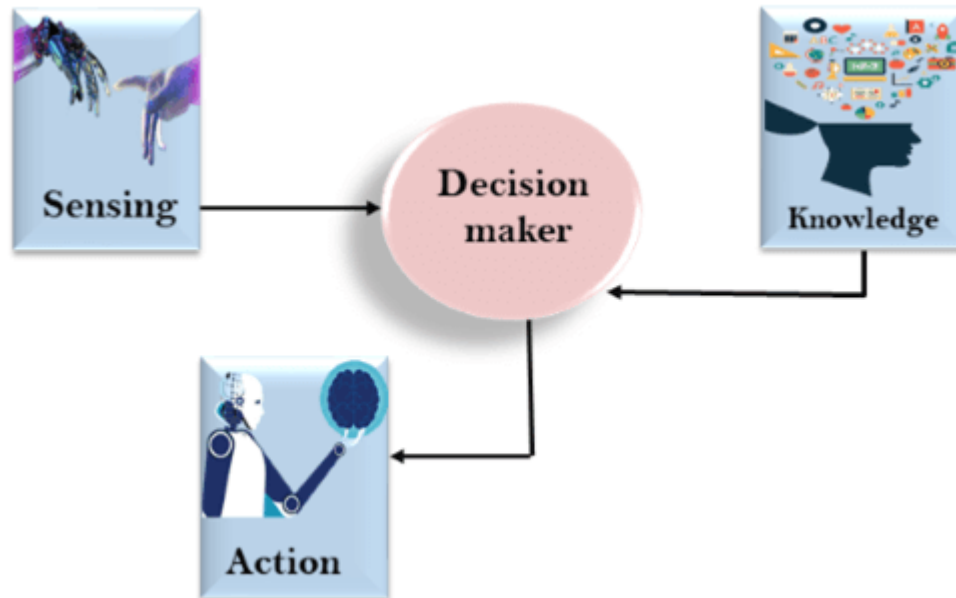 Decision
maker
Sensing
Knowledge
Action